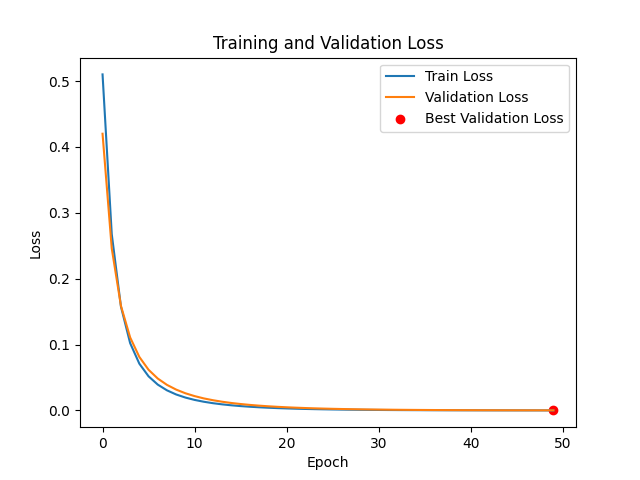 Training and Validation Loss
Train Loss
Validation Loss
Best Validation Loss
Loss
0.5
0.4
0.3
0.2
0.1
0.0
0 10 20 30 40 50
Epoch